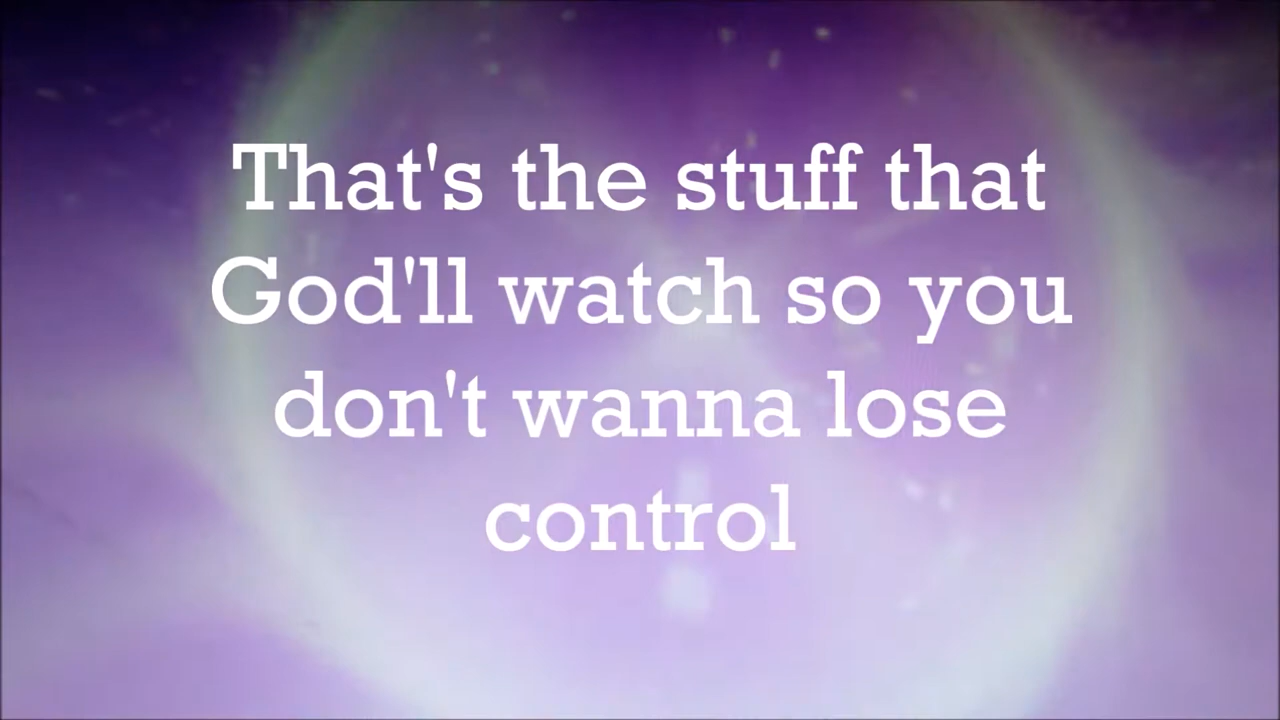 That's the stuff that
God'll watch so you
don't wanna lose
control